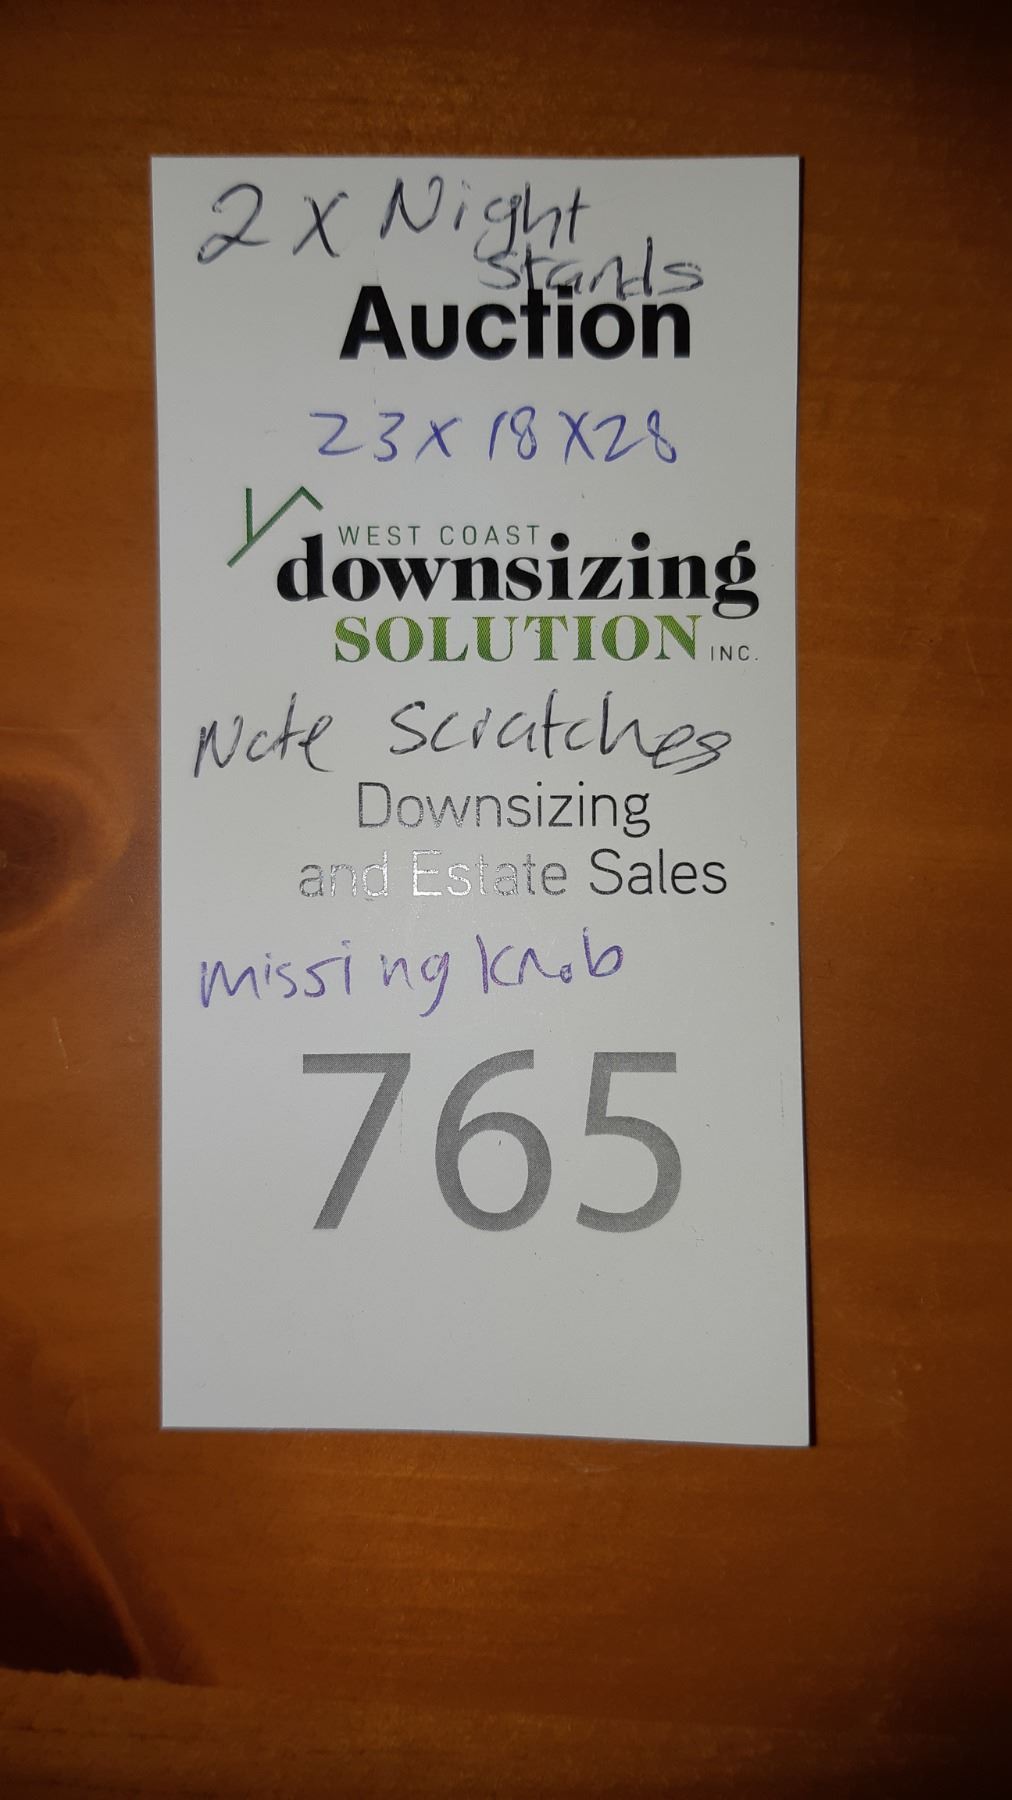 2 x Night
stands
Auction
23 x 18 x 28
WEST COAST
downsizing
SOLUTION INC.
Note Scratches
Downsizing
and Estate Sales
missing knob
765